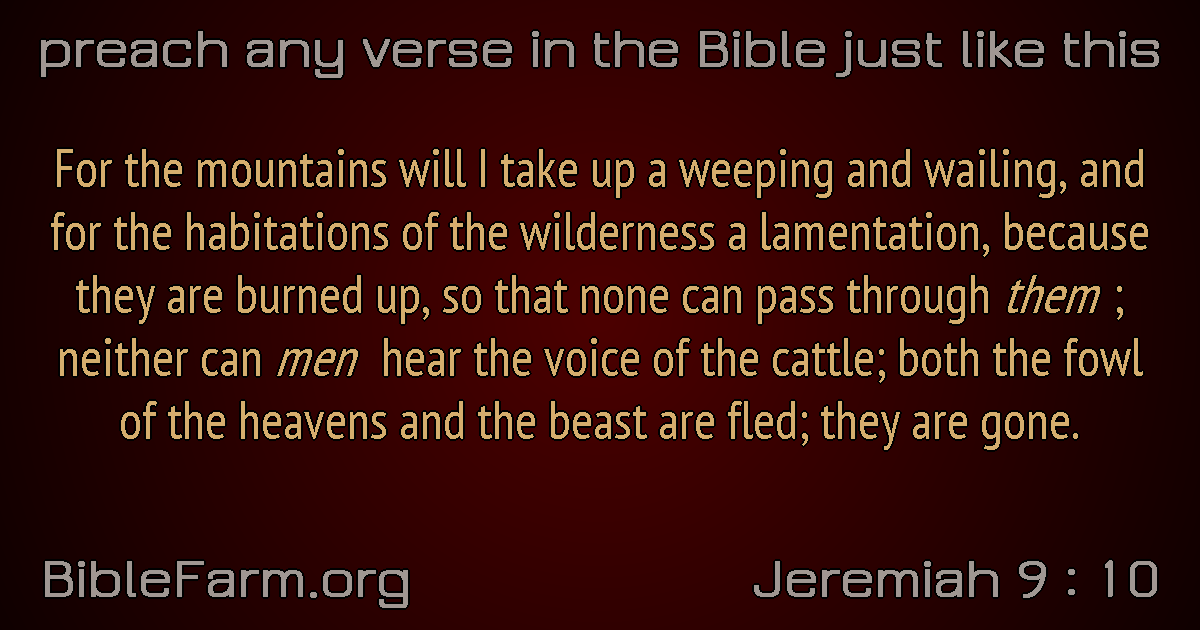 preach any verse in the Bible just like this
For the mountains will I take up a weeping and wailing, and
for the habitations of the wilderness a lamentation, because
they are burned up, so that none can pass through them ;
neither can men hear the voice of the cattle; both the fowl
of the heavens and the beast are fled; they are gone.
BibleFarm.org
Jeremiah 9 : 10